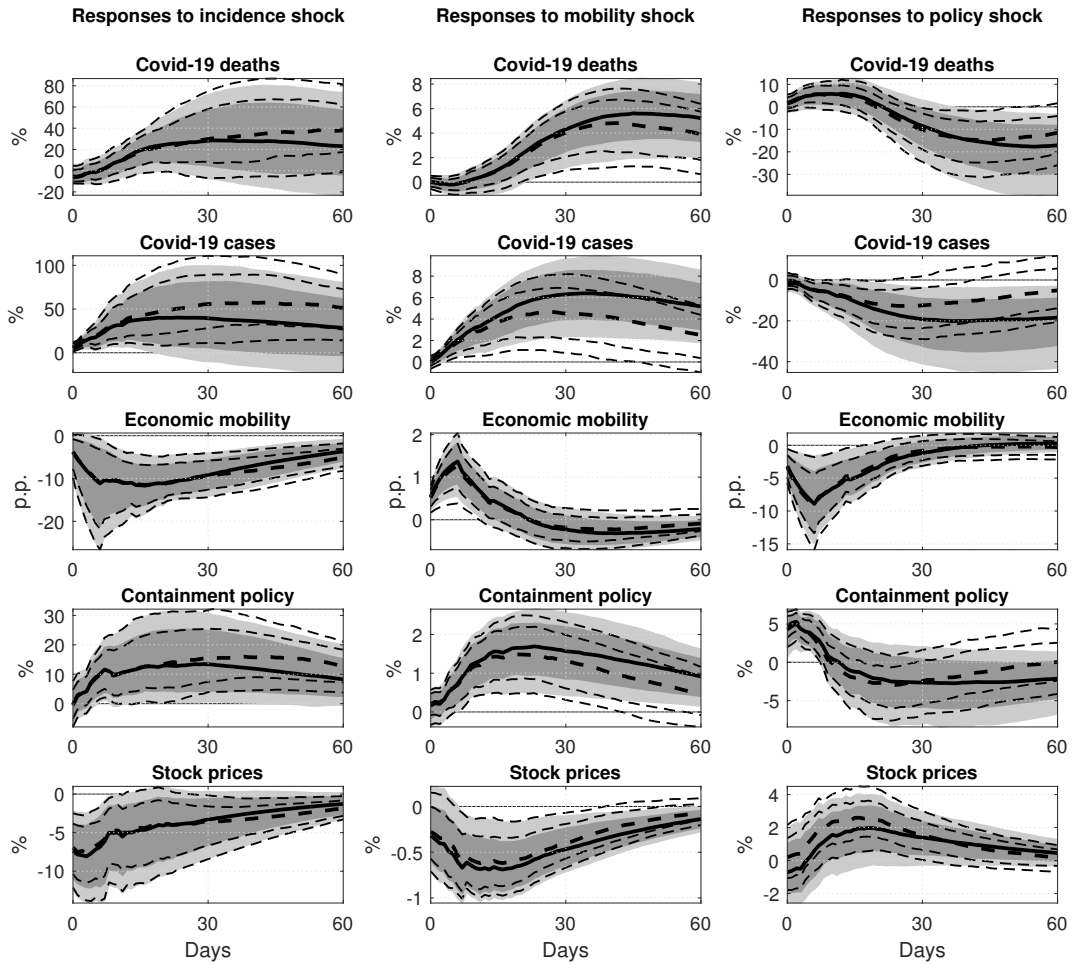 Responses to incidence shock Responses to mobility shock Responses to policy shock
Covid-19 deaths Covid-19 deaths Covid-19 deaths
80
60
40
20
0
-20
%
0 30 60
8
6
4
2
0
%
0 30 60
10
0
-10
-20
-30
%
0 30 60
Covid-19 cases Covid-19 cases Covid-19 cases
100
50
0
%
0 30 60
8
6
4
2
0
%
0 30 60
0
-20
-40
%
0 30 60
Economic mobility Economic mobility Economic mobility
0
-10
-20
p.p.
0 30 60
2
1
0
p.p.
0 30 60
0
-5
-10
-15
p.p.
0 30 60
Containment policy Containment policy Containment policy
30
20
10
0
%
0 30 60
2
1
0
%
0 30 60
5
0
-5
%
0 30 60
Stock prices Stock prices Stock prices
0
-5
-10
%
0 30 60
Days
0
-0.5
-1
%
0 30 60
Days
4
2
0
-2
%
0 30 60
Days